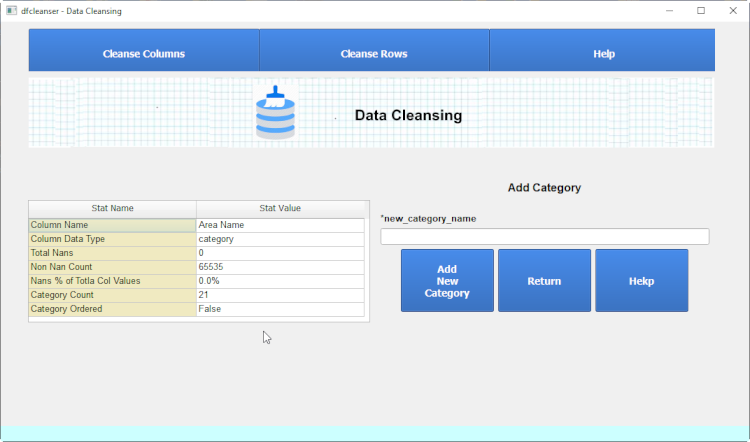 dfcleanser - Data Cleansing
Cleanse Columns Cleanse Rows Help
Data Cleansing
Add Category
Stat Name Stat Value
Column Name Area Name
Column Data Type category
Total Nans 0
Non Nan Count 65535
Nans % of Totla Col Values 0.0%
Category Count 21
Category Ordered False
*new_category_name
Add
New
Category
Return
Hekp